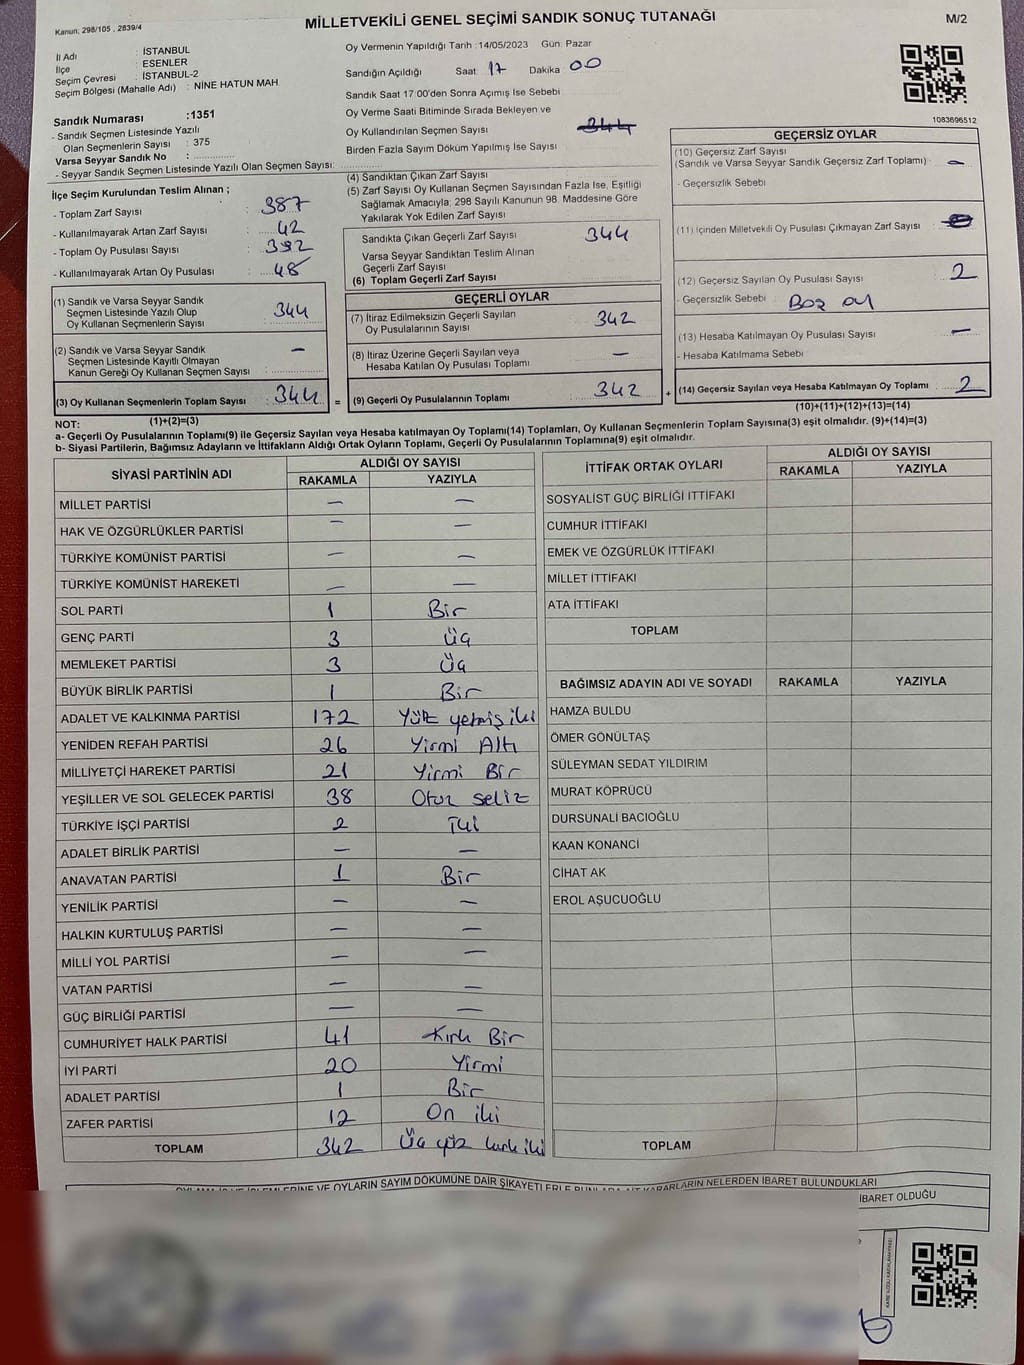 Kanun: 298/105 , 2839/4
MİLLETVEKİLİ GENEL SEÇİMİ SANDIK SONUÇ TUTANAĞI
M/2
İl Adı : İSTANBUL
İlçe : ESENLER
Seçim Çevresi : İSTANBUL-2
Seçim Bölgesi (Mahalle Adı) : NİNE HATUN MAH.
Sandık Numarası :1351
- Sandık Seçmen Listesinde Yazılı
Olan Seçmenlerin Sayısı : 375
Varsa Seyyar Sandık No :
- Seyyar Sandık Seçmen Listesinde Yazılı Olan Seçmen Sayısı:
Oy Vermenin Yapıldığı Tarih :14/05/2023 Gün: Pazar
Sandığın Açıldığı Saat: 17 Dakika 00
Sandık Saat 17:00'den Sonra Açımış İse Sebebi
Oy Verme Saati Bitiminde Sırada Bekleyen ve
Oy Kullandırılan Seçmen Sayısı 344
Birden Fazla Sayım Döküm Yapılmış İse Sayısı
1083696512
İlçe Seçim Kurulundan Teslim Alınan ;
- Toplam Zarf Sayısı : 387
- Kullanılmayarak Artan Zarf Sayısı : 42
- Toplam Oy Pusulası Sayısı : 392
- Kullanılmayarak Artan Oy Pusulası : 48
(1) Sandık ve Varsa Seyyar Sandık
Seçmen Listesinde Yazılı Olup
Oy Kullanan Seçmenlerin Sayısı : 344
(2) Sandık ve Varsa Seyyar Sandık
Seçmen Listesinde Kayıtlı Olmayan
Kanun Gereği Oy Kullanan Seçmen Sayısı : —
(3) Oy Kullanan Seçmenlerin Toplam Sayısı : 344 =
(1)+(2)=(3)
(4) Sandıktan Çıkan Zarf Sayısı
(5) Zarf Sayısı Oy Kullanan Seçmen Sayısından Fazla İse, Eşitliği
Sağlamak Amacıyla; 298 Sayılı Kanunun 98. Maddesine Göre
Yakılarak Yok Edilen Zarf Sayısı
Sandıkta Çıkan Geçerli Zarf Sayısı 344
Varsa Seyyar Sandıktan Teslim Alınan
Geçerli Zarf Sayısı
(6) Toplam Geçerli Zarf Sayısı
GEÇERLİ OYLAR
(7) İtiraz Edilmeksizin Geçerli Sayılan
Oy Pusulalarının Sayısı : 342
(8) İtiraz Üzerine Geçerli Sayılan veya
Hesaba Katılan Oy Pusulası Toplamı : —
(9) Geçerli Oy Pusulalarının Toplamı : 342 +
GEÇERSİZ OYLAR
(10) Geçersiz Zarf Sayısı
(Sandık ve Varsa Seyyar Sandık Geçersiz Zarf Toplamı) : —
- Geçersizlik Sebebi
(11) İçinden Milletvekili Oy Pusulası Çıkmayan Zarf Sayısı :
(12) Geçersiz Sayılan Oy Pusulası Sayısı : 2
- Geçersizlik Sebebi : Boş oy
(13) Hesaba Katılmayan Oy Pusulası Sayısı : —
- Hesaba Katılmama Sebebi
(14) Geçersiz Sayılan veya Hesaba Katılmayan Oy Toplamı : 2
(10)+(11)+(12)+(13)=(14)
NOT:
a- Geçerli Oy Pusulalarının Toplamı(9) ile Geçersiz Sayılan veya Hesaba katılmayan Oy Toplamı(14) Toplamları, Oy Kullanan Seçmenlerin Toplam Sayısına(3) eşit olmalıdır. (9)+(14)=(3)
b- Siyasi Partilerin, Bağımsız Adayların ve İttifakların Aldığı Ortak Oyların Toplamı, Geçerli Oy Pusulalarının Toplamına(9) eşit olmalıdır.
SİYASİ PARTİNİN ADI ALDIĞI OY SAYISI
RAKAMLA YAZIYLA
MİLLET PARTİSİ — —
HAK VE ÖZGÜRLÜKLER PARTİSİ — —
TÜRKİYE KOMÜNİST PARTİSİ — —
TÜRKİYE KOMÜNİST HAREKETİ — —
SOL PARTİ 1 Bir
GENÇ PARTİ 3 Üç
MEMLEKET PARTİSİ 3 Üç
BÜYÜK BİRLİK PARTİSİ 1 Bir
ADALET VE KALKINMA PARTİSİ 172 Yüz yetmiş iki
YENİDEN REFAH PARTİSİ 26 Yirmi Altı
MİLLİYETÇİ HAREKET PARTİSİ 21 Yirmi Bir
YEŞİLLER VE SOL GELECEK PARTİSİ 38 Otuz sekiz
TÜRKİYE İŞÇİ PARTİSİ 2 İki
ADALET BİRLİK PARTİSİ — —
ANAVATAN PARTİSİ 1 Bir
YENİLİK PARTİSİ — —
HALKIN KURTULUŞ PARTİSİ — —
MİLLİ YOL PARTİSİ — —
VATAN PARTİSİ — —
GÜÇ BİRLİĞİ PARTİSİ — —
CUMHURİYET HALK PARTİSİ 41 Kırk Bir
İYİ PARTİ 20 Yirmi
ADALET PARTİSİ 1 Bir
ZAFER PARTİSİ 12 On iki
TOPLAM 342 Üç yüz kırk iki
İTTİFAK ORTAK OYLARI ALDIĞI OY SAYISI
RAKAMLA YAZIYLA
SOSYALİST GÜÇ BİRLİĞİ İTTİFAKI
CUMHUR İTTİFAKI
EMEK VE ÖZGÜRLÜK İTTİFAKI
MİLLET İTTİFAKI
ATA İTTİFAKI
TOPLAM
BAĞIMSIZ ADAYIN ADI VE SOYADI RAKAMLA YAZIYLA
HAMZA BULDU
ÖMER GÖNÜLTAŞ
SÜLEYMAN SEDAT YILDIRIM
MURAT KÖPRÜCÜ
DURSUNALİ BACIOĞLU
KAAN KONANCİ
CİHAT AK
EROL AŞUCUOĞLU
TOPLAM
VE OYLARIN SAYIM DÖKÜMÜNE DAİR ŞİKAYETLERLE BUNLARA AİT KARARLARIN NELERDEN İBARET BULUNDUKLARI
İBARET OLDUĞU